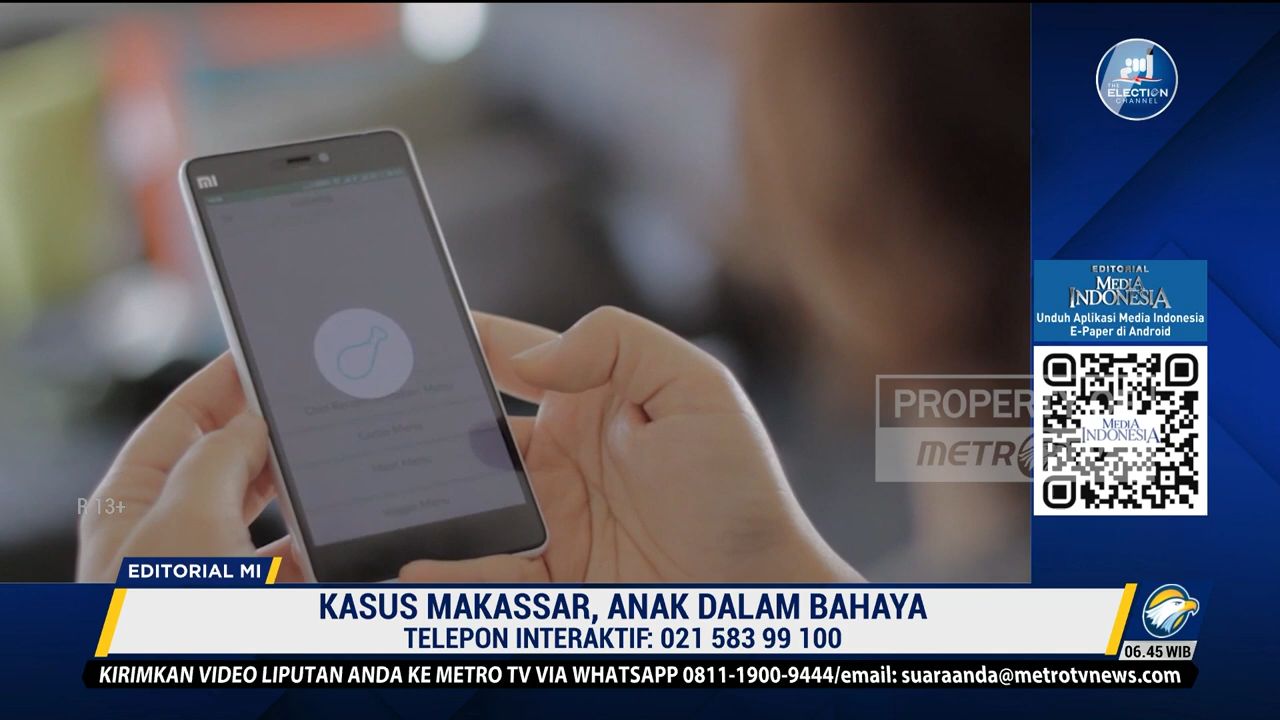 THE
ELECTION
CHANNEL
mi
EDITORIAL
MEDIA
INDONESIA
Unduh Aplikasi Media Indonesia
E-Paper di Android
MEDIA
INDONESIA
PROPERTY OF
METRO
R 13+
EDITORIAL MI
KASUS MAKASSAR, ANAK DALAM BAHAYA
TELEPON INTERAKTIF: 021 583 99 100
06.45 WIB
KIRIMKAN VIDEO LIPUTAN ANDA KE METRO TV VIA WHATSAPP 0811-1900-9444/email: suaraanda@metrotvnews.com